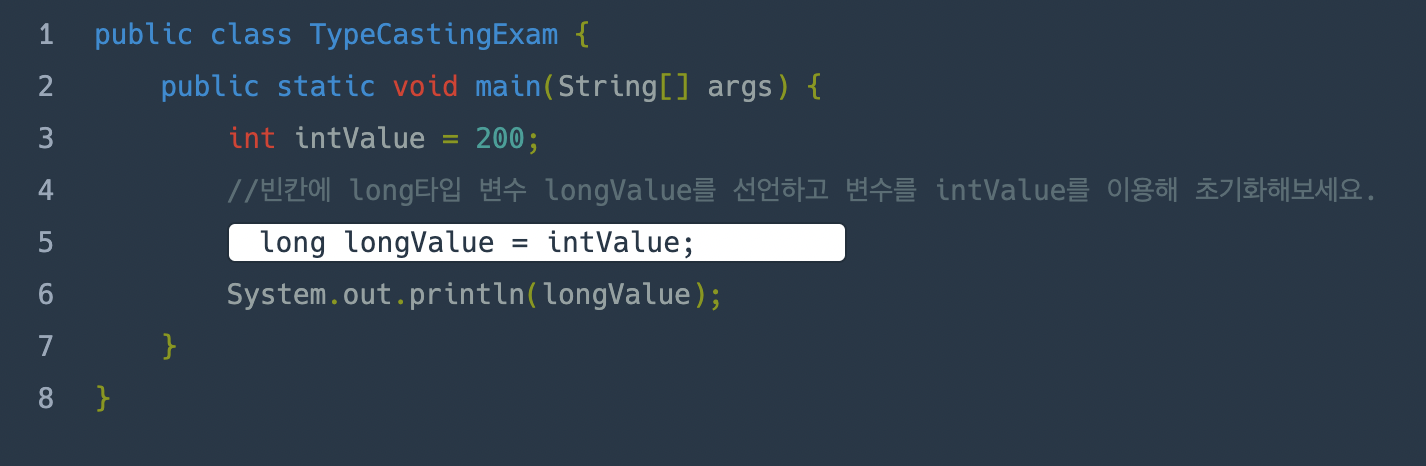 1 public class TypeCastingExam {
2 public static void main(String[] args) {
3 int intValue = 200;
4 //빈칸에 long타입 변수 longValue를 선언하고 변수를 intValue를 이용해 초기화해보세요.
5 long longValue = intValue;
6 System.out.println(longValue);
7 }
8 }